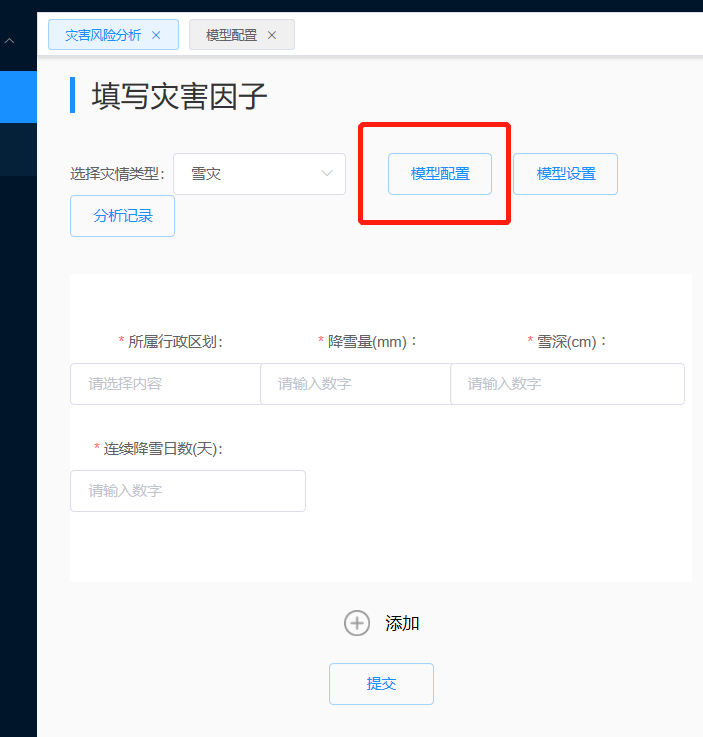 灾害风险分析 模型配置
填写灾害因子
选择灾情类型: 雪灾 模型配置 模型设置
分析记录
* 所属行政区划: * 降雪量(mm)： * 雪深(cm)：
请选择内容 请输入数字 请输入数字
* 连续降雪日数(天):
请输入数字
添加
提交